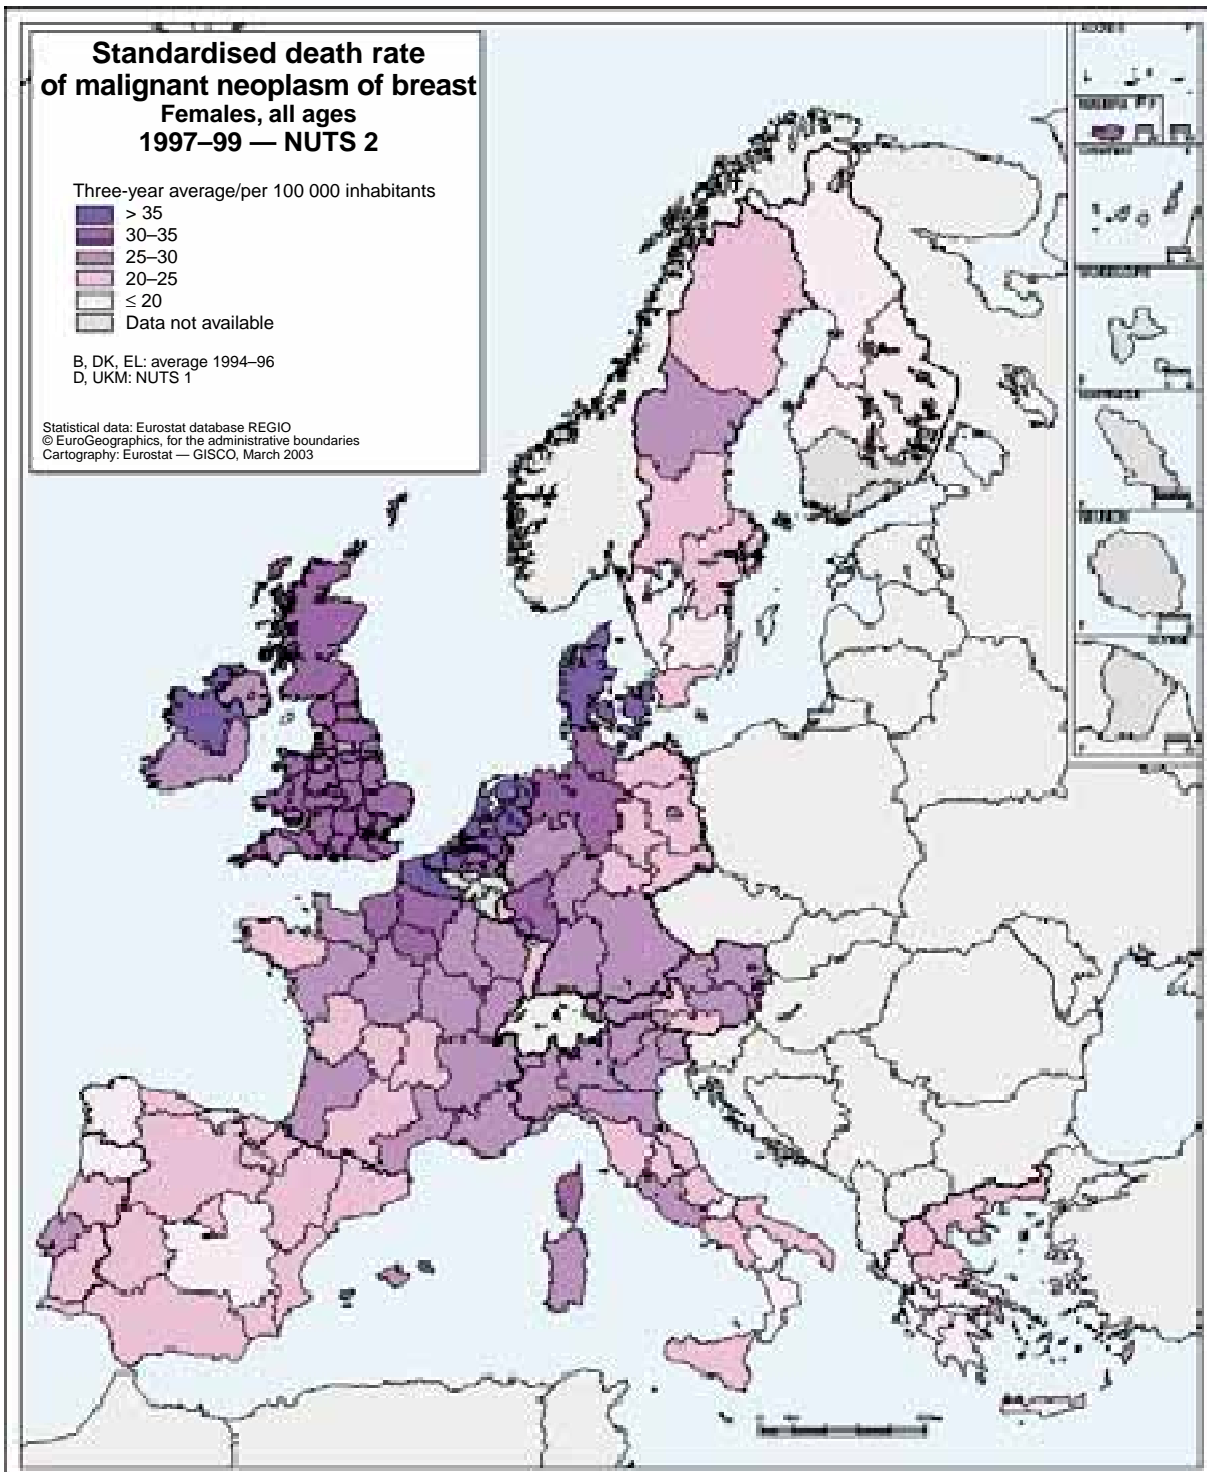 Standardised death rate
of malignant neoplasm of breast
Females, all ages
1997–99 — NUTS 2
Three-year average/per 100 000 inhabitants
> 35
30–35
25–30
20–25
≤ 20
Data not available
B, DK, EL: average 1994–96
D, UKM: NUTS 1
Statistical data: Eurostat database REGIO
© EuroGeographics, for the administrative boundaries
Cartography: Eurostat — GISCO, March 2003